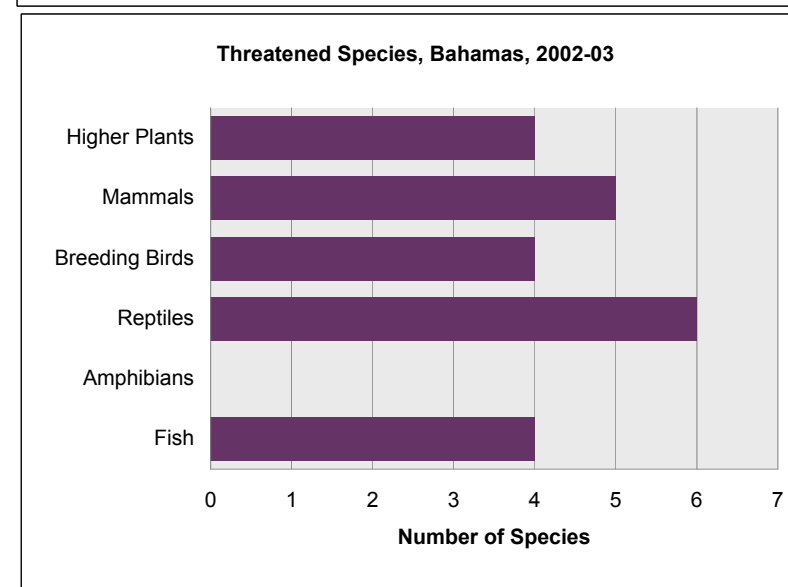 Threatened Species, Bahamas, 2002-03
Higher Plants
Mammals
Breeding Birds
Reptiles
Amphibians
Fish
0 1 2 3 4 5 6 7
Number of Species